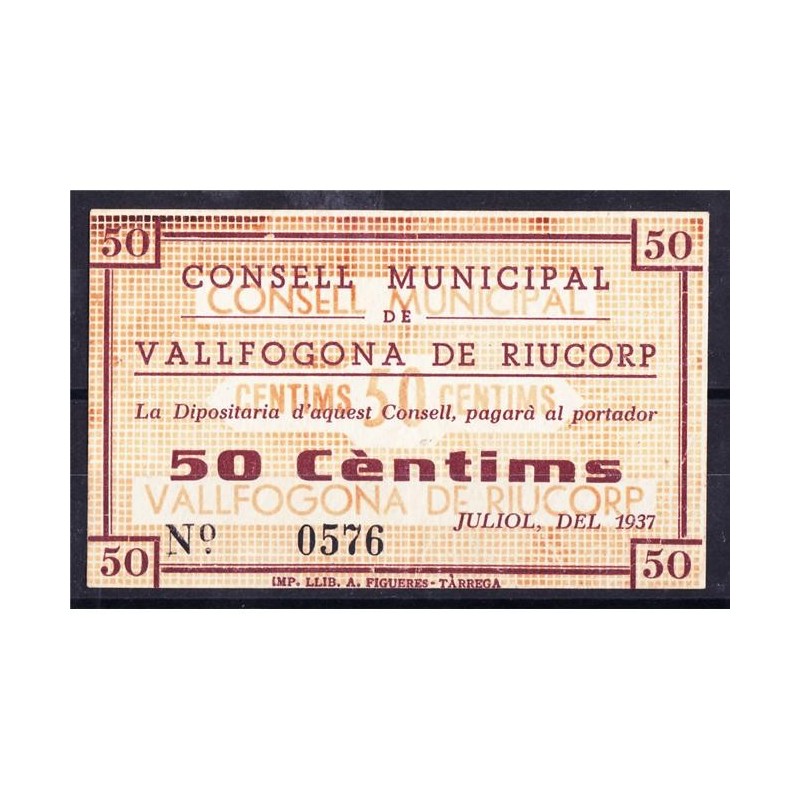 50 50
CONSELL MUNICIPAL
CONSELL MUNICIPAL
DE
VALLFOGONA DE RIUCORP
CENTIMS 50 CENTIMS
La Dipositaria d'aquest Consell, pagarà al portador
50 Cèntims
VALLFOGONA DE RIUCORP
JULIOL, DEL 1937
Nº 0576
50 50
IMP. LLIB. A. FIGUERES - TÀRREGA